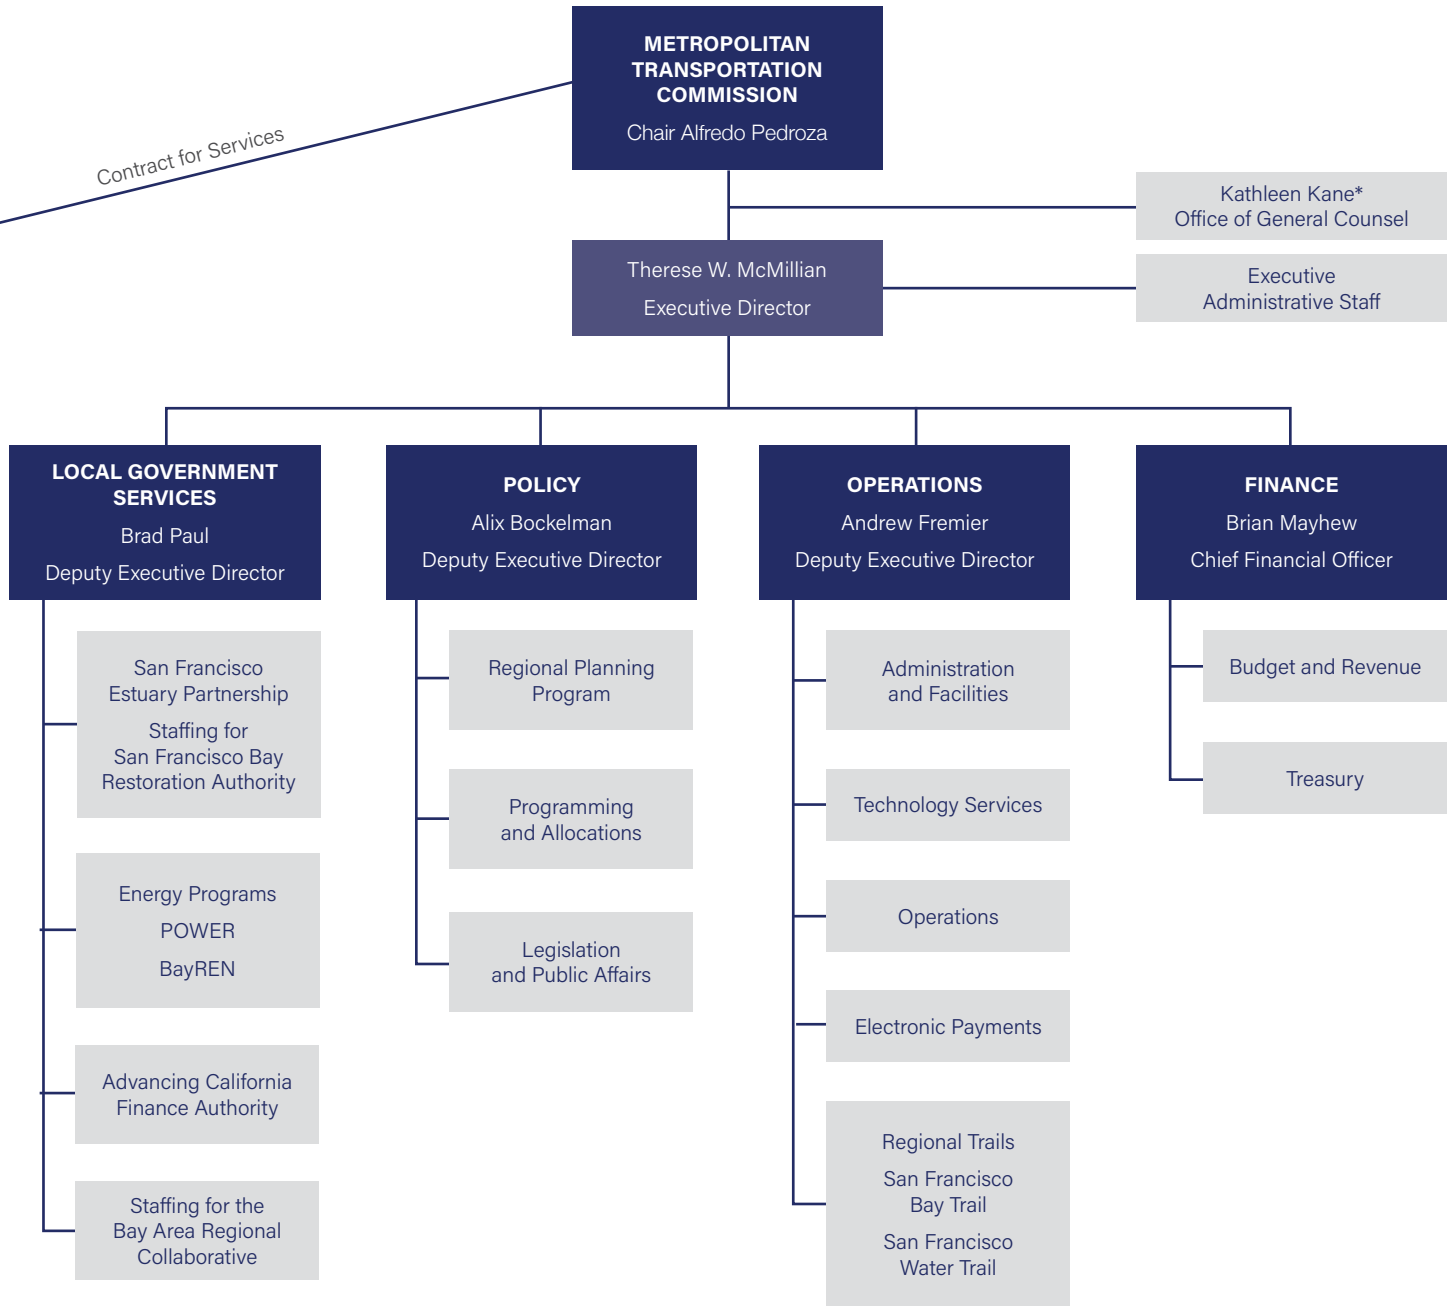 METROPOLITAN
TRANSPORTATION
COMMISSION
Chair Alfredo Pedroza
Contract for Services
Kathleen Kane*
Office of General Counsel
Therese W. McMillian
Executive Director
Executive
Administrative Staff
LOCAL GOVERNMENT
SERVICES
Brad Paul
Deputy Executive Director
San Francisco
Estuary Partnership
Staffing for
San Francisco Bay
Restoration Authority
Energy Programs
POWER
BayREN
Advancing California
Finance Authority
Staffing for the
Bay Area Regional
Collaborative
POLICY
Alix Bockelman
Deputy Executive Director
Regional Planning
Program
Programming
and Allocations
Legislation
and Public Affairs
OPERATIONS
Andrew Fremier
Deputy Executive Director
Administration
and Facilities
Technology Services
Operations
Electronic Payments
Regional Trails
San Francisco
Bay Trail
San Francisco
Water Trail
FINANCE
Brian Mayhew
Chief Financial Officer
Budget and Revenue
Treasury